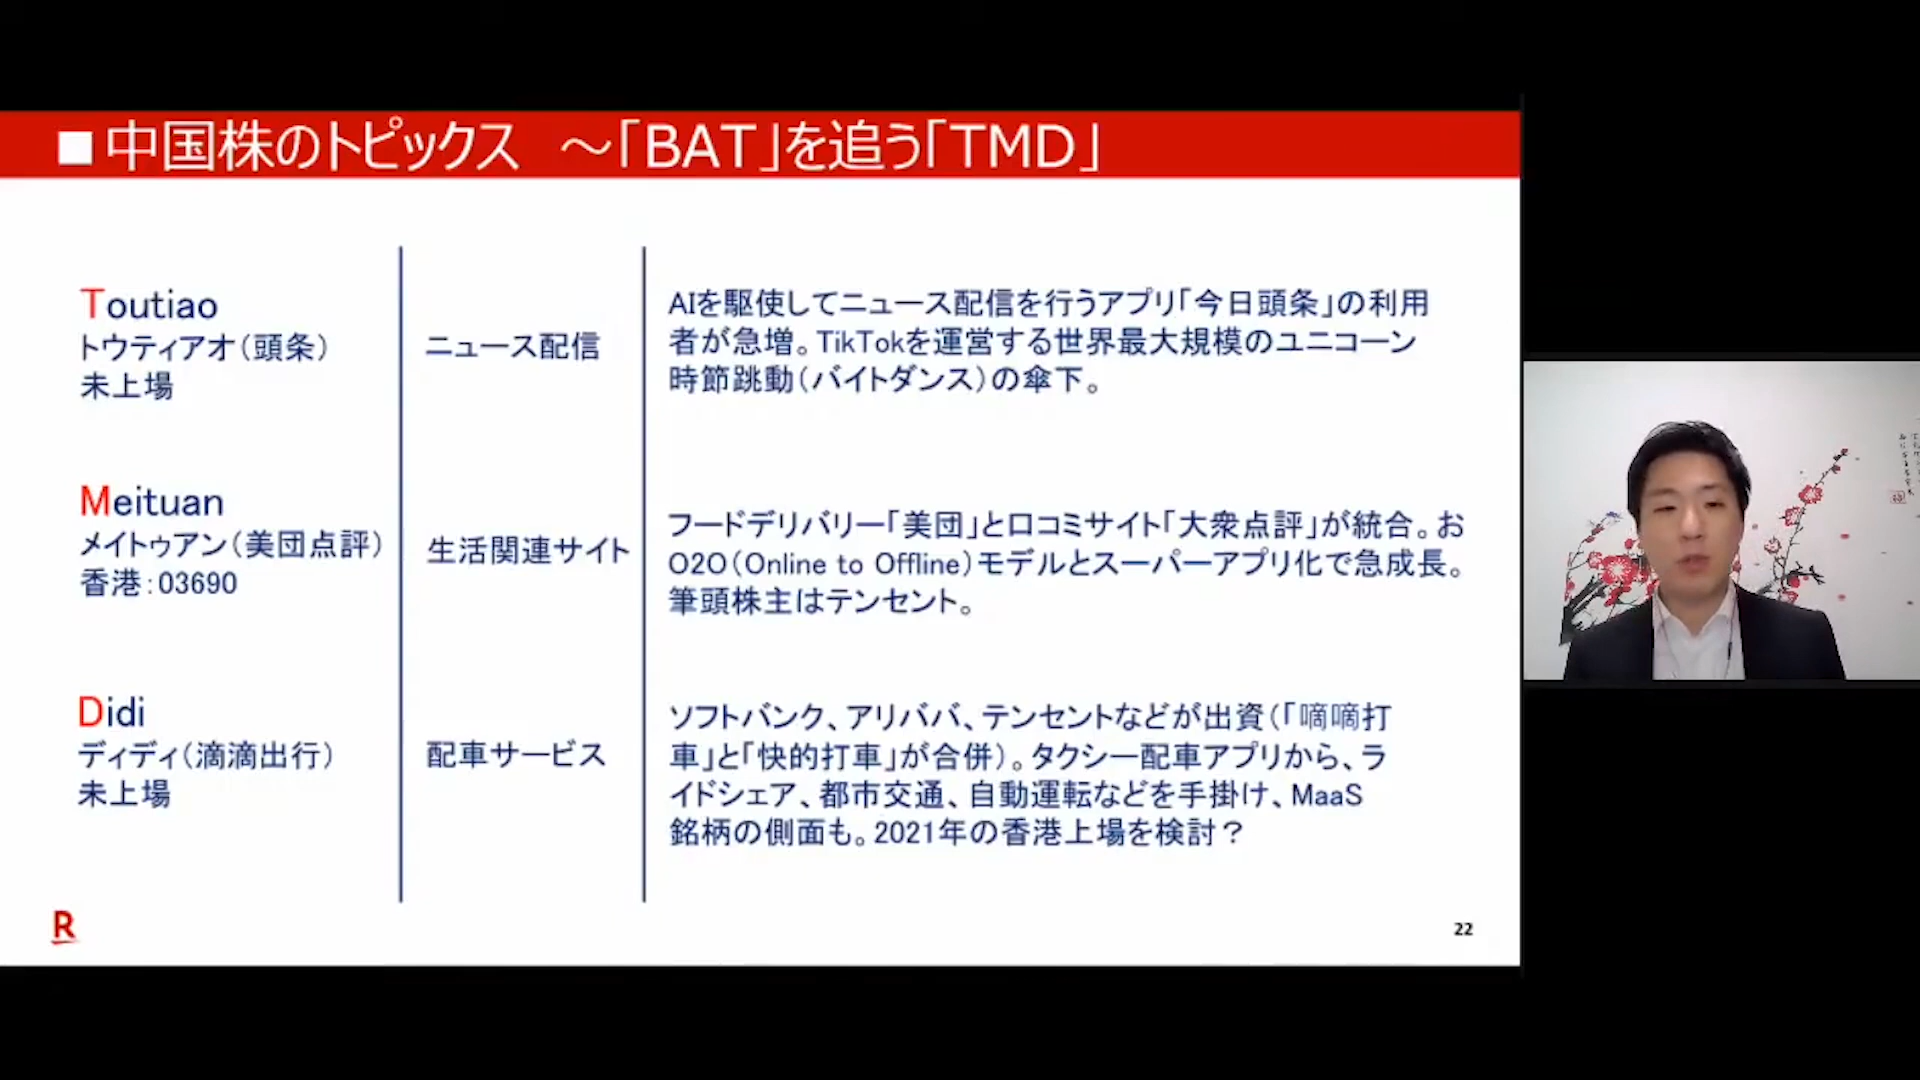 ■中国株のトピックス ～「BAT」を追う「TMD」
Toutiao
トウティアオ（頭条）
未上場
ニュース配信
AIを駆使してニュース配信を行うアプリ「今日頭条」の利用
者が急増。TikTokを運営する世界最大規模のユニコーン
時節跳動（バイトダンス）の傘下。
Meituan
メイトゥアン（美団点評）
香港：03690
生活関連サイト
フードデリバリー「美団」と口コミサイト「大衆点評」が統合。お
O2O（Online to Offline）モデルとスーパーアプリ化で急成長。
筆頭株主はテンセント。
Didi
ディディ（滴滴出行）
未上場
配車サービス
ソフトバンク、アリババ、テンセントなどが出資（「嘀嘀打
車」と「快的打車」が合併）。タクシー配車アプリから、ラ
イドシェア、都市交通、自動運転などを手掛け、MaaS
銘柄の側面も。2021年の香港上場を検討？
R
22